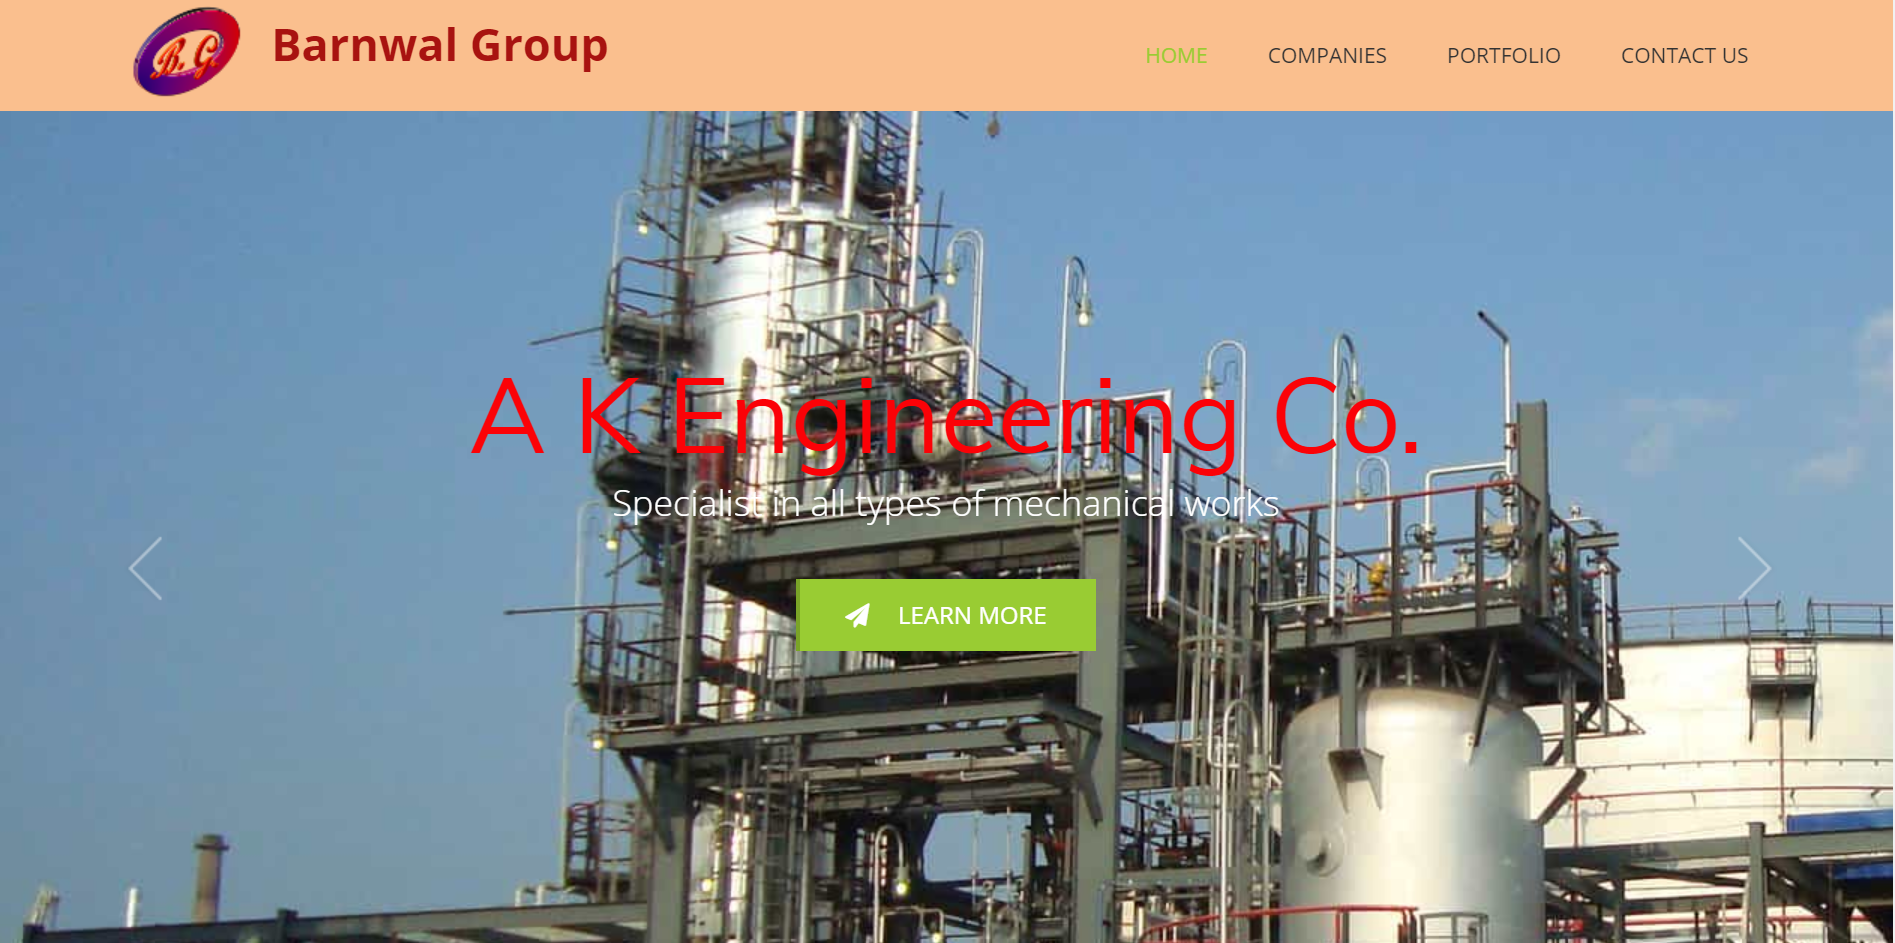 B.G.
Barnwal Group
HOME
COMPANIES
PORTFOLIO
CONTACT US
A K Engineering Co.
Specialist in all types of mechanical works
LEARN MORE